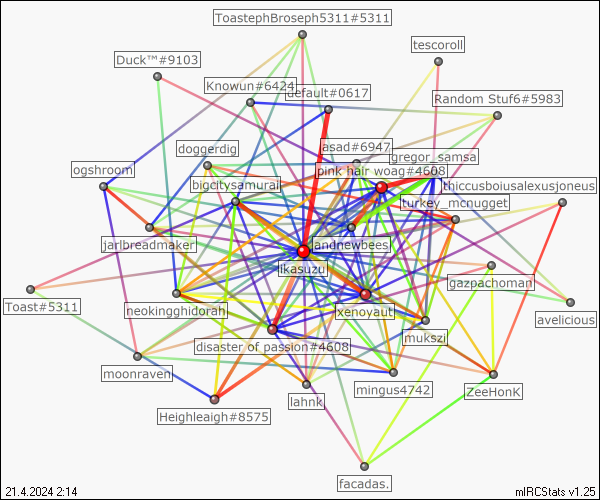 ToastephBroseph5311#5311
tescoroll
Duck™#9103
Knowun#6424
default#0617
Random Stuf6#5983
asad#6947
doggerdig
gregor_samsa
ogshroom
pink hair woag#4608
bigcitysamurai
thiccusboiusalexusjoneus
turkey_mcnugget
jarlbreadmaker
landnewbees
ikasuzu
gazpachoman
Toast#5311
neokingghidorah
xenoyaut
avelicious
mukszi
disaster of passion#4608
moonraven
mingus4742
ZeeHonK
lahnk
Heighleaigh#8575
facadas.
21.4.2024 2:14
mIRCStats v1.25